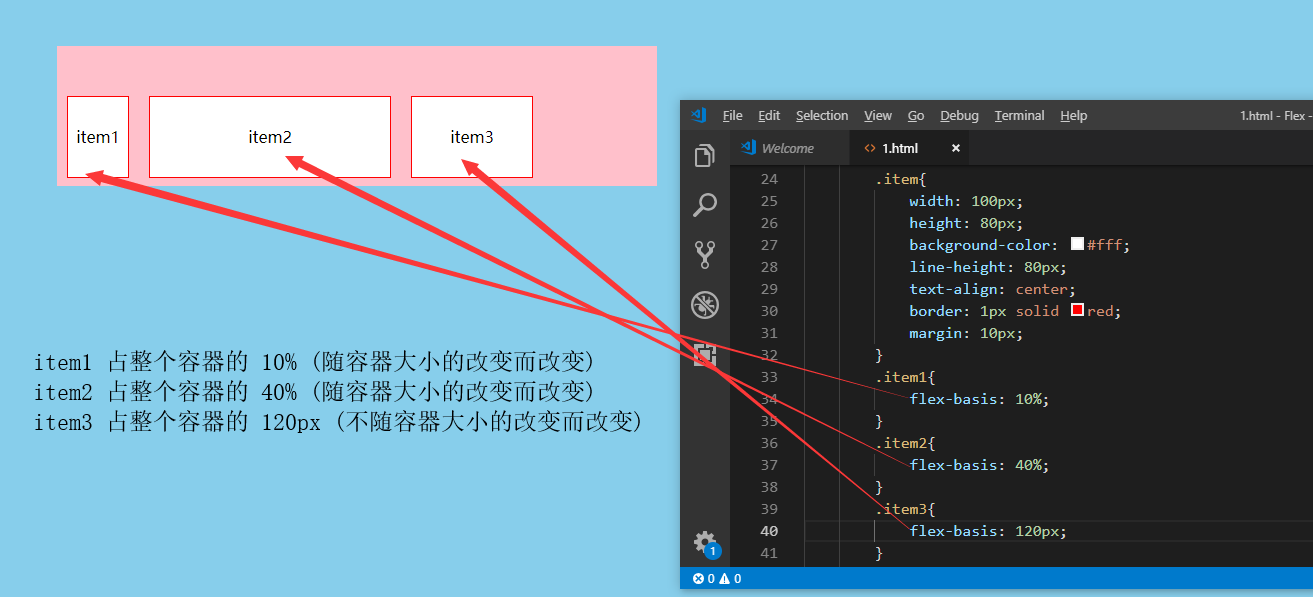 item1
item2
item3
item1 占整个容器的 10% (随容器大小的改变而改变)
item2 占整个容器的 40% (随容器大小的改变而改变)
item3 占整个容器的 120px (不随容器大小的改变而改变)
File Edit Selection View Go Debug Terminal Help 1.html - Flex -
Welcome <> 1.html ×
24 .item{
25 width: 100px;
26 height: 80px;
27 background-color: #fff;
28 line-height: 80px;
29 text-align: center;
30 border: 1px solid red;
31 margin: 10px;
32 }
33 .item1{
34 flex-basis: 10%;
35 }
36 .item2{
37 flex-basis: 40%;
38 }
39 .item3{
40 flex-basis: 120px;
41 }
1
0 0